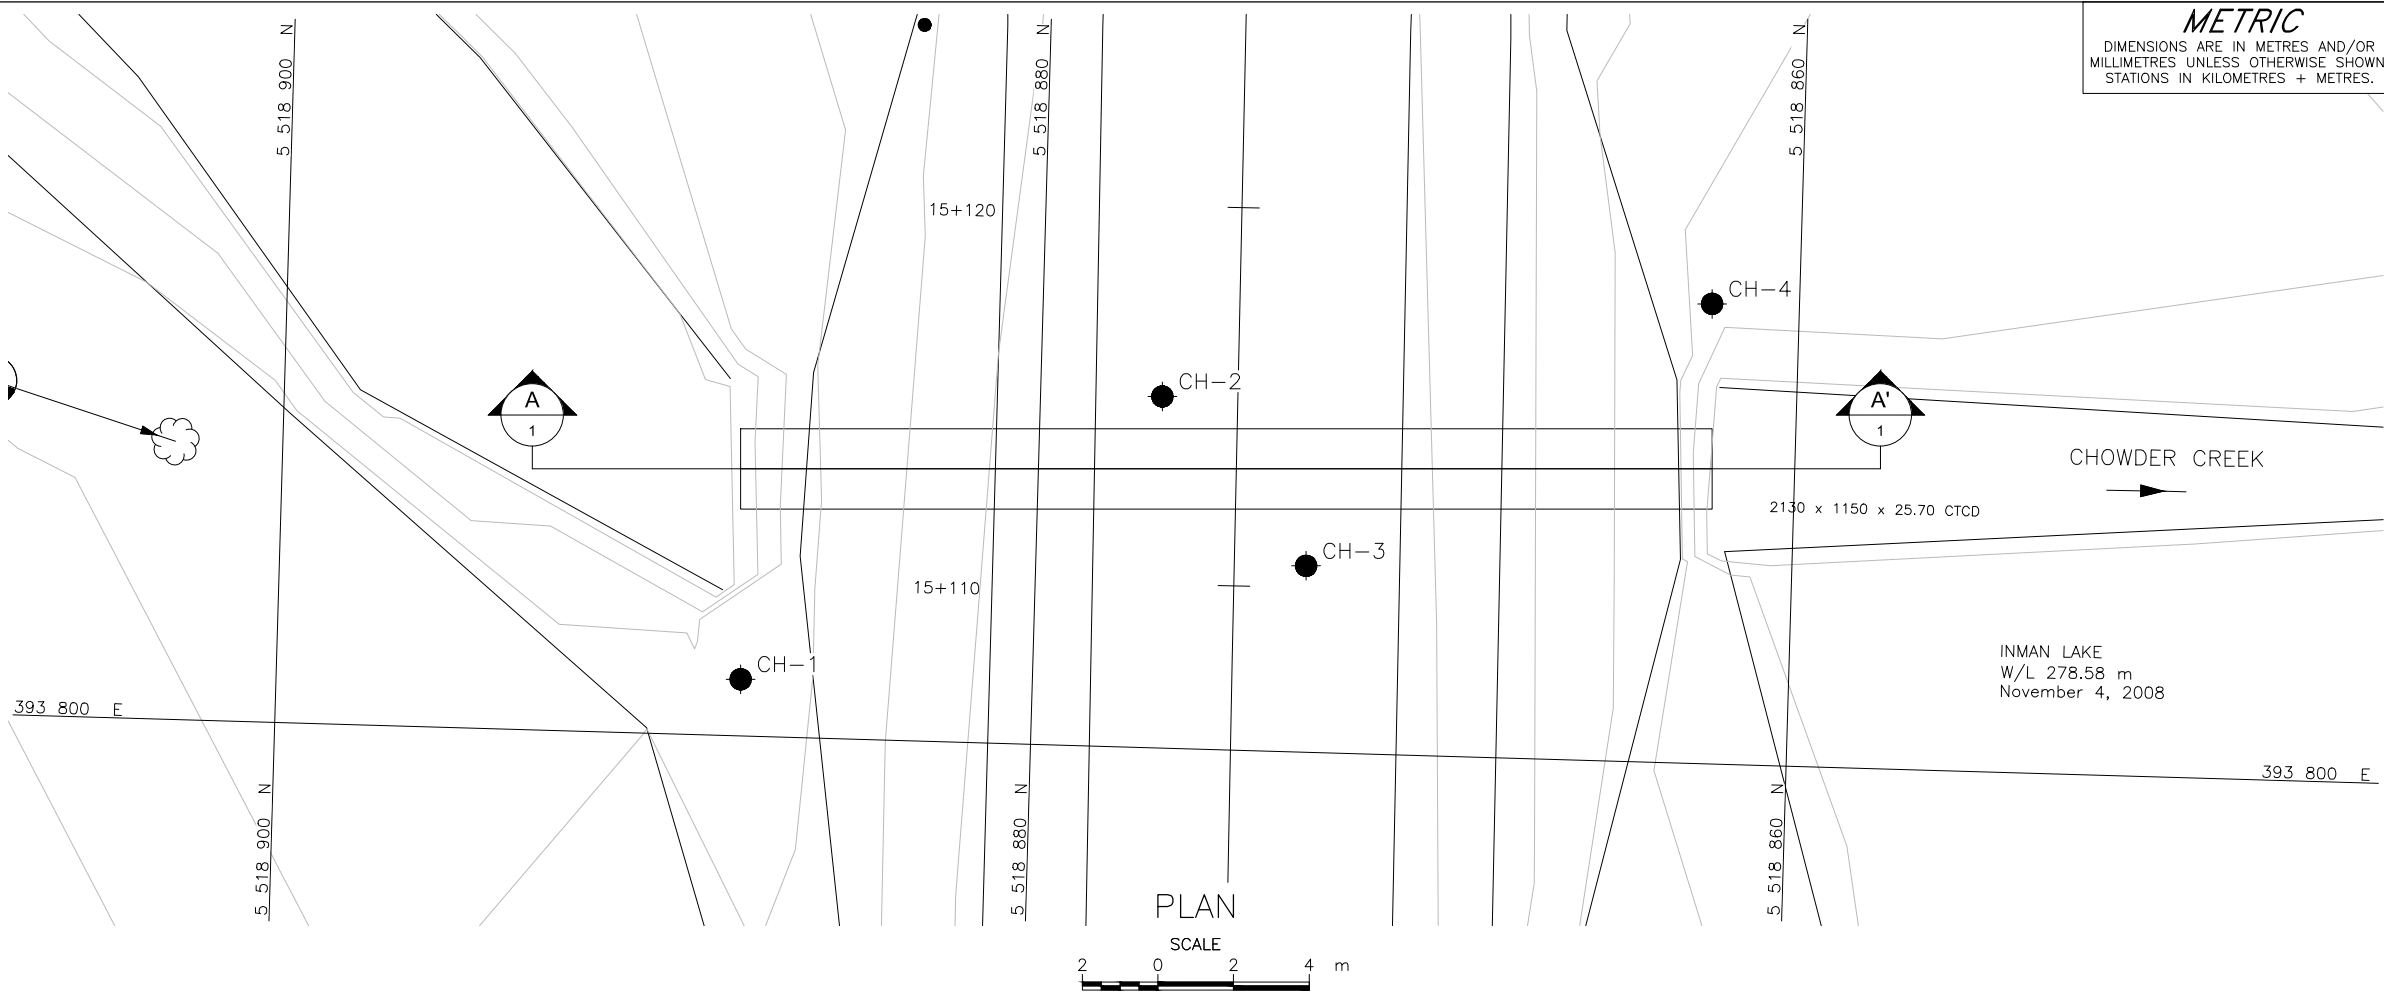 METRIC
DIMENSIONS ARE IN METRES AND/OR
MILLIMETRES UNLESS OTHERWISE SHOWN
STATIONS IN KILOMETRES + METRES.
5 518 900 N
5 518 880 N
5 518 860 N
15+120
CH-4
CH-2
A
1
A'
1
CHOWDER CREEK
2130 x 1150 x 25.70 CTCD
CH-3
15+110
CH-1
INMAN LAKE
W/L 278.58 m
November 4, 2008
393 800 E
393 800 E
5 518 900 N
5 518 880 N
5 518 860 N
PLAN
SCALE
2 0 2 4 m